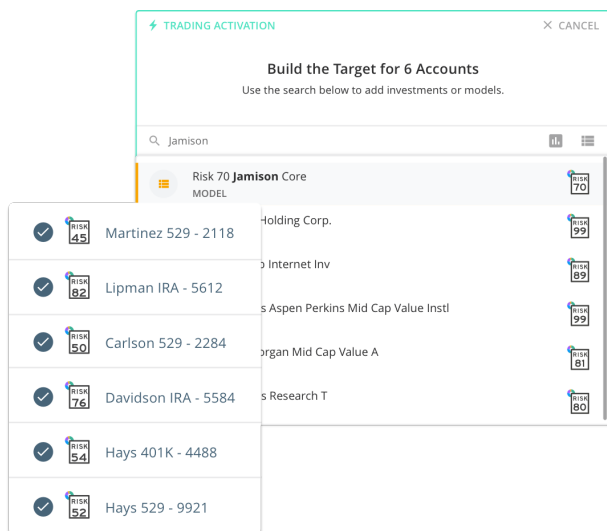 TRADING ACTIVATION
CANCEL
Build the Target for 6 Accounts
Use the search below to add investments or models.
Jamison
Risk 70 Jamison Core
MODEL
RISK 70
Holding Corp.
RISK 99
Internet Inv
RISK 89
s Aspen Perkins Mid Cap Value Instl
RISK 99
organ Mid Cap Value A
RISK 81
s Research T
RISK 80
RISK 45 Martinez 529 - 2118
RISK 82 Lipman IRA - 5612
RISK 50 Carlson 529 - 2284
RISK 76 Davidson IRA - 5584
RISK 54 Hays 401K - 4488
RISK 52 Hays 529 - 9921